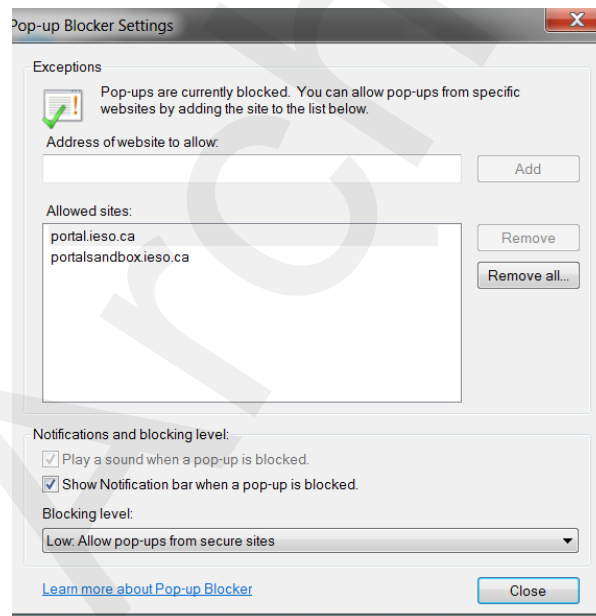 Pop-up Blocker Settings
X
Exceptions
Pop-ups are currently blocked. You can allow pop-ups from specific
websites by adding the site to the list below.
Address of website to allow:
Add
Allowed sites:
portal.ieso.ca
Remove
portalsandbox.ieso.ca
Remove all...
Notifications and blocking level:
Play a sound when a pop-up is blocked.
Show Notification bar when a pop-up is blocked.
Blocking level:
Low: Allow pop-ups from secure sites
Learn more about Pop-up Blocker
Close